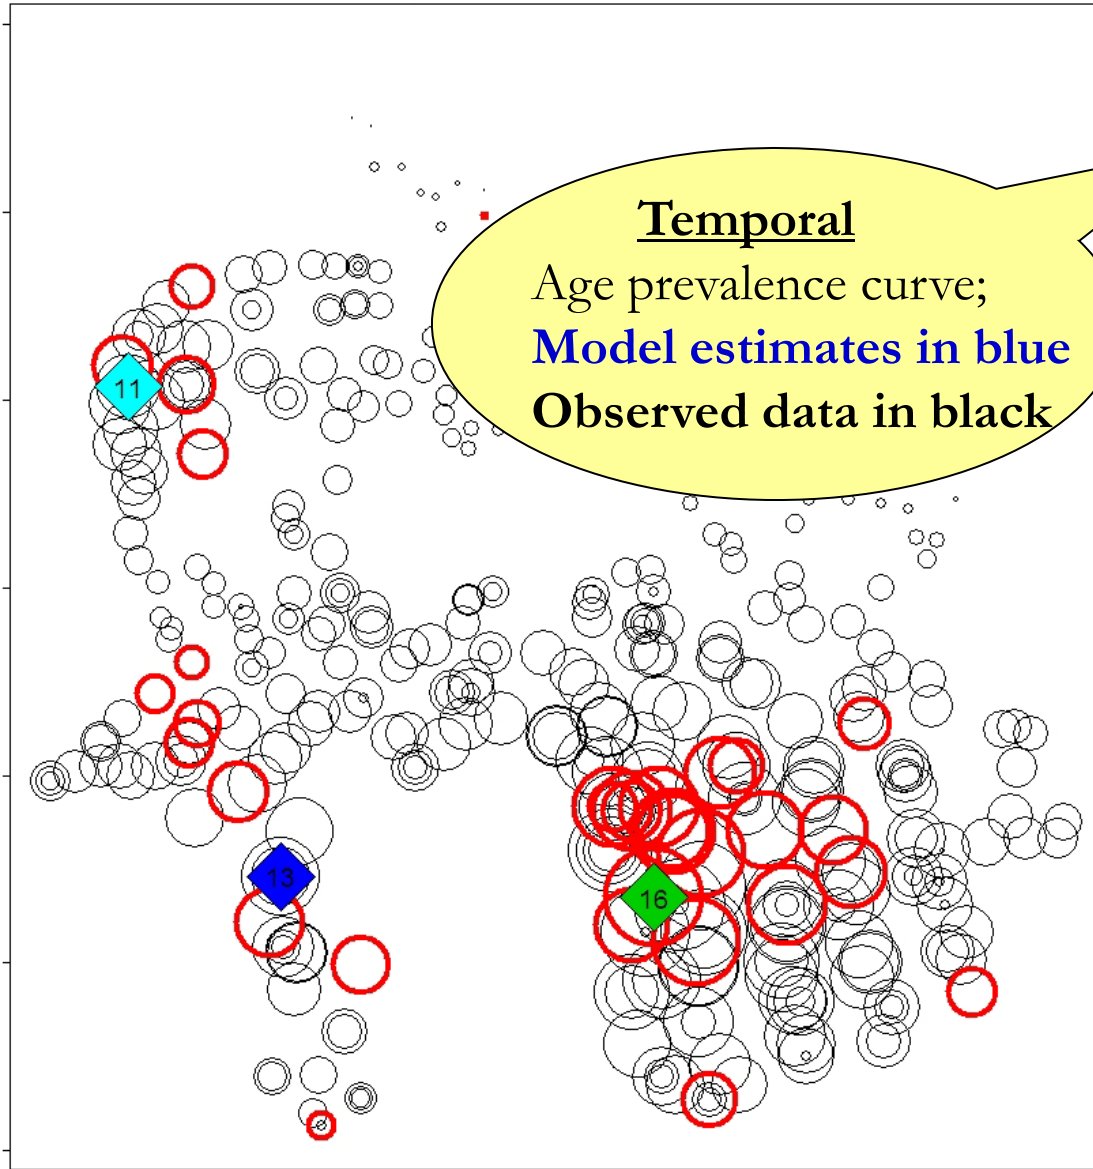 Temporal
Age prevalence curve;
Model estimates in blue
Observed data in black
11
13
16